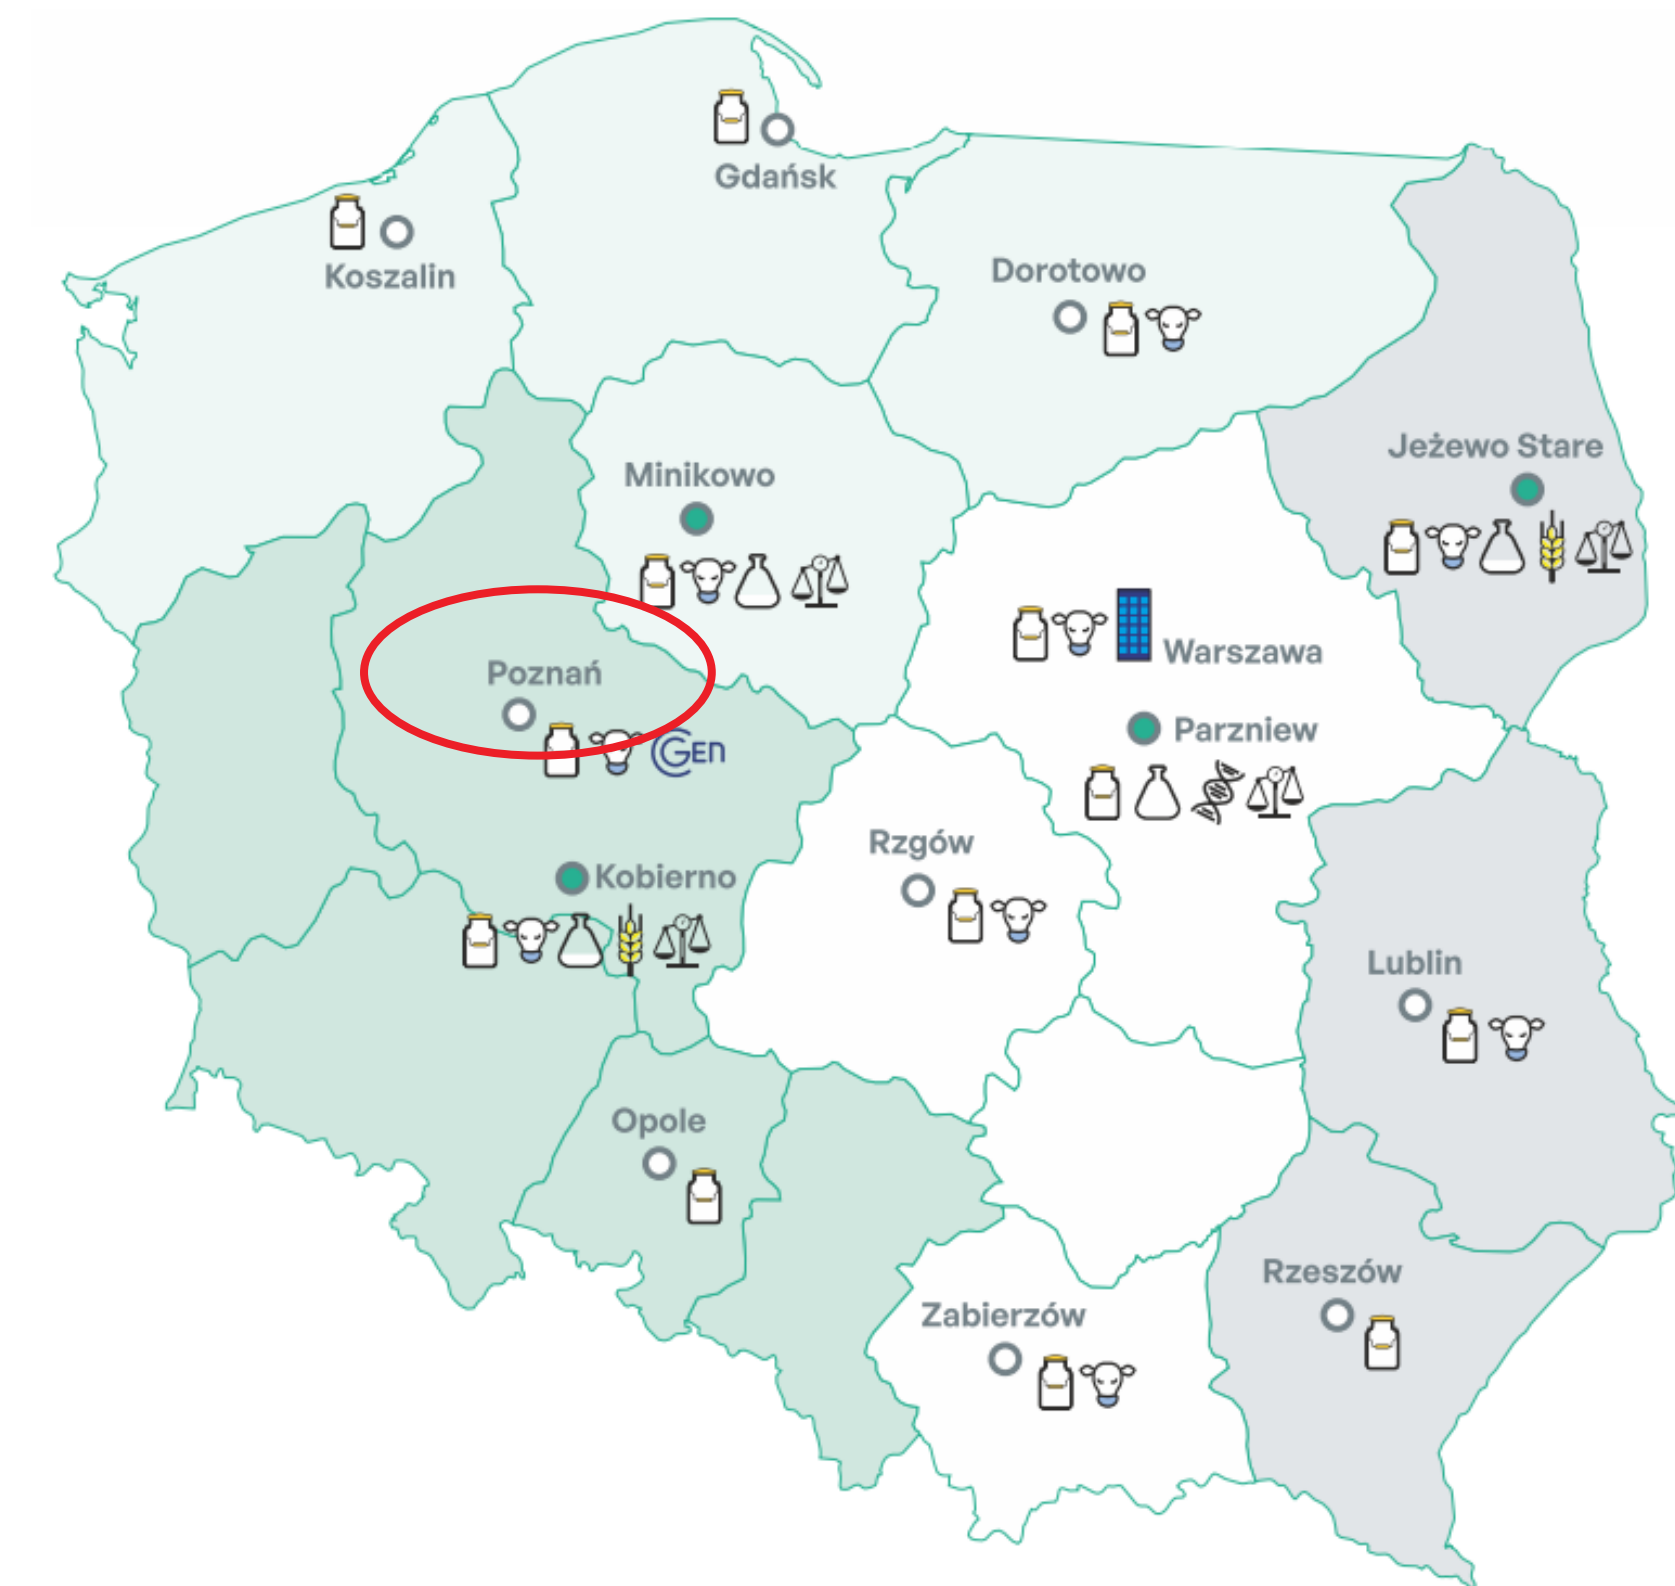 Gdańsk
Koszalin
Dorotowo
Jeżewo Stare
Minikowo
Warszawa
Poznań
Parzniew
GEN
Rzgów
Kobierno
Lublin
Opole
Rzeszów
Zabierzów